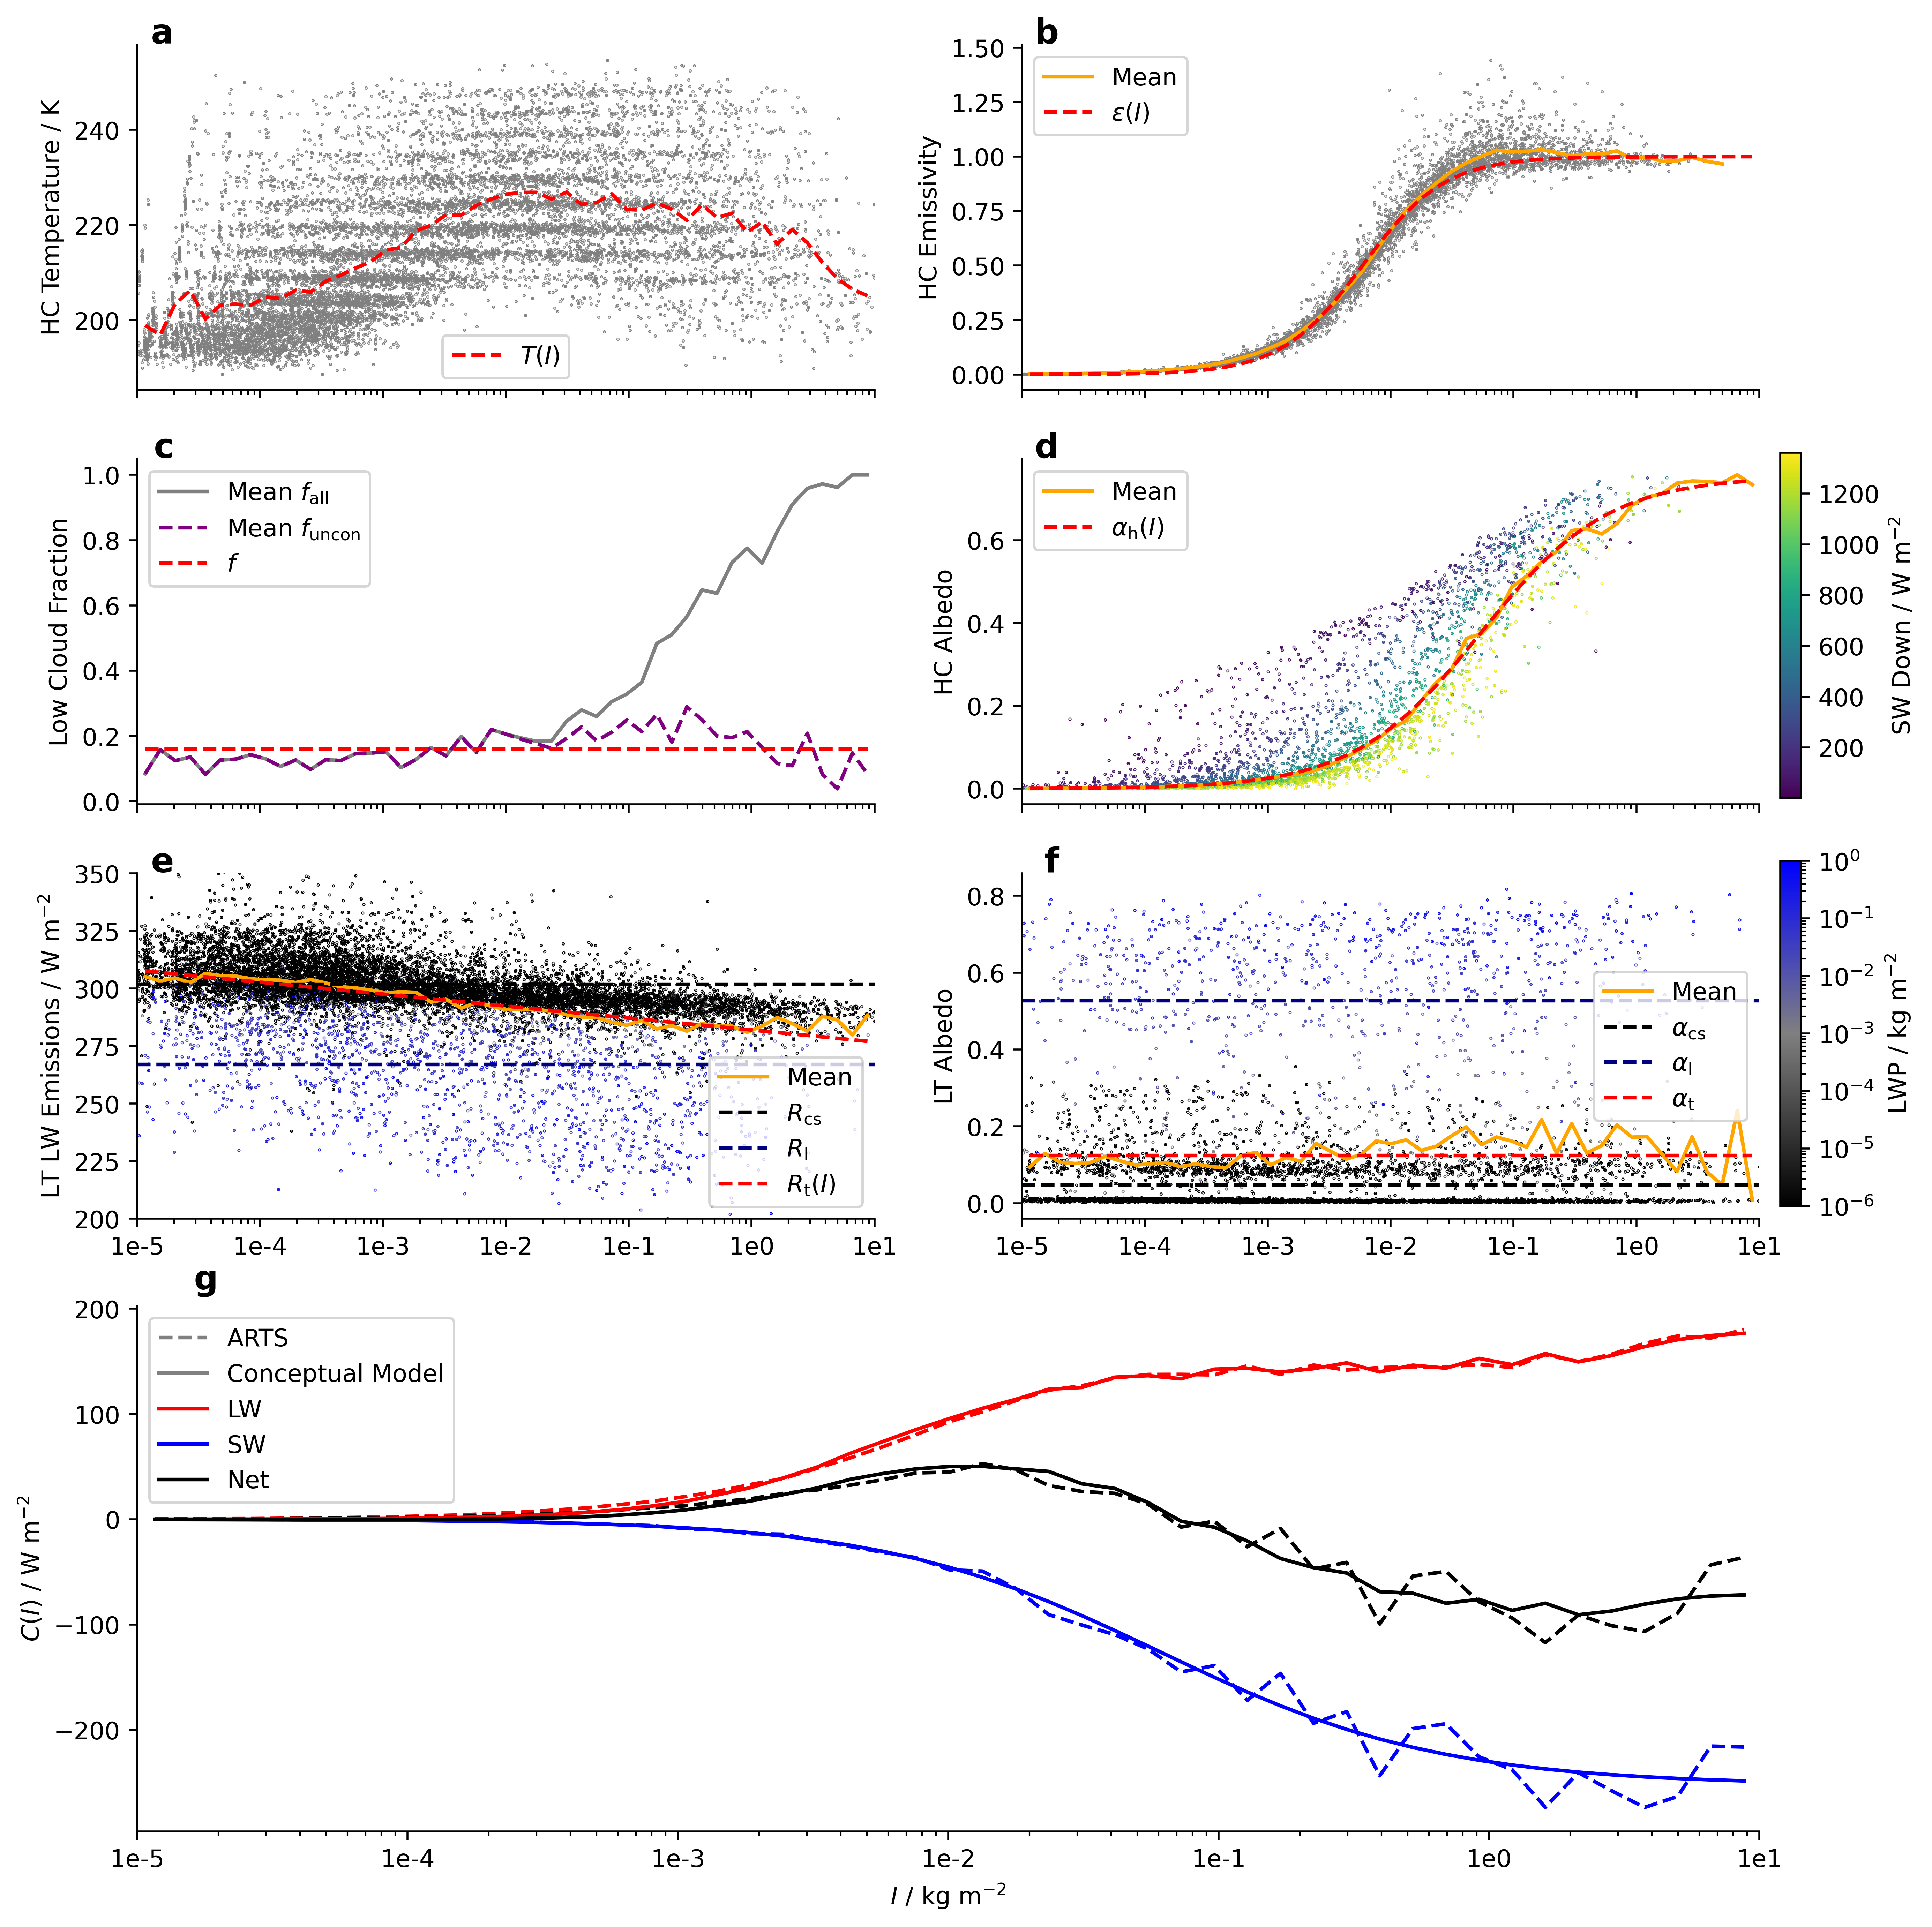 a
HC Temperature / K
240
220
200
T(I)
b
HC Emissivity
1.50
1.25
1.00
0.75
0.50
0.25
0.00
Mean
ε(I)
c
Low Cloud Fraction
1.0
0.8
0.6
0.4
0.2
0.0
Mean f_all
Mean f_uncon
f
d
HC Albedo
0.6
0.4
0.2
0.0
Mean
α_h(I)
1200
1000
800
600
400
200
SW Down / W m⁻²
e
LT LW Emissions / W m⁻²
350
325
300
275
250
225
200
Mean
R_cs
R_l
R_t(I)
1e-5 1e-4 1e-3 1e-2 1e-1 1e0 1e1
f
LT Albedo
0.8
0.6
0.4
0.2
0.0
Mean
α_cs
α_l
α_t
1e-5 1e-4 1e-3 1e-2 1e-1 1e0 1e1
10⁰
10⁻¹
10⁻²
10⁻³
10⁻⁴
10⁻⁵
10⁻⁶
LWP / kg m⁻²
g
C(I) / W m⁻²
200
100
0
−100
−200
ARTS
Conceptual Model
LW
SW
Net
1e-5 1e-4 1e-3 1e-2 1e-1 1e0 1e1
I / kg m⁻²